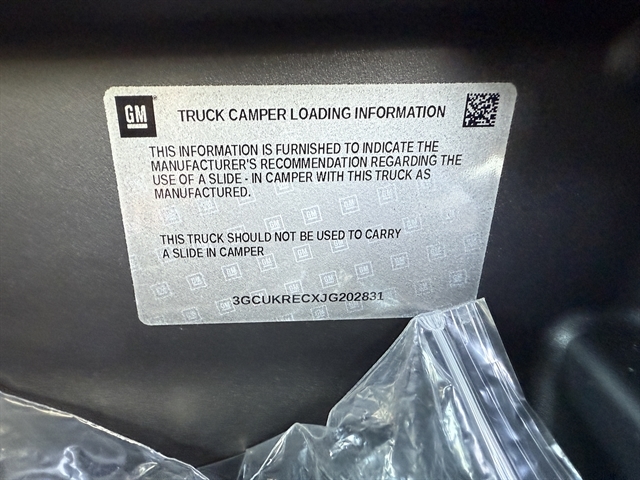 GM
TRUCK CAMPER LOADING INFORMATION
THIS INFORMATION IS FURNISHED TO INDICATE THE
MANUFACTURER'S RECOMMENDATION REGARDING THE
USE OF A SLIDE - IN CAMPER WITH THIS TRUCK AS
MANUFACTURED.
THIS TRUCK SHOULD NOT BE USED TO CARRY
A SLIDE IN CAMPER
3GCUKRECXJG202831